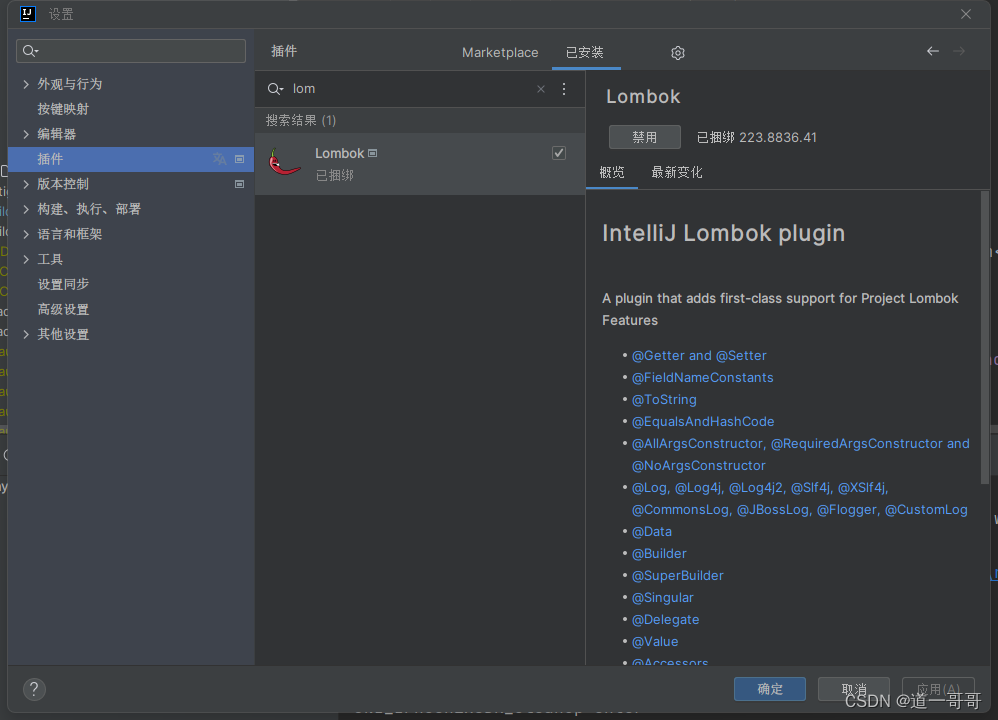 设置
外观与行为
按键映射
编辑器
插件
版本控制
构建、执行、部署
语言和框架
工具
设置同步
高级设置
其他设置
插件
Marketplace
已安装
lom
搜索结果 (1)
Lombok
已捆绑
Lombok
禁用
已捆绑 223.8836.41
概览
最新变化
IntelliJ Lombok plugin
A plugin that adds first-class support for Project Lombok
Features
• @Getter and @Setter
• @FieldNameConstants
• @ToString
• @EqualsAndHashCode
• @AllArgsConstructor, @RequiredArgsConstructor and
@NoArgsConstructor
• @Log, @Log4j, @Log4j2, @Slf4j, @XSlf4j,
@CommonsLog, @JBossLog, @Flogger, @CustomLog
• @Data
• @Builder
• @SuperBuilder
• @Singular
• @Delegate
• @Value
• @Accessors
?
确定
取消
应用(A)
CSDN @道一哥哥